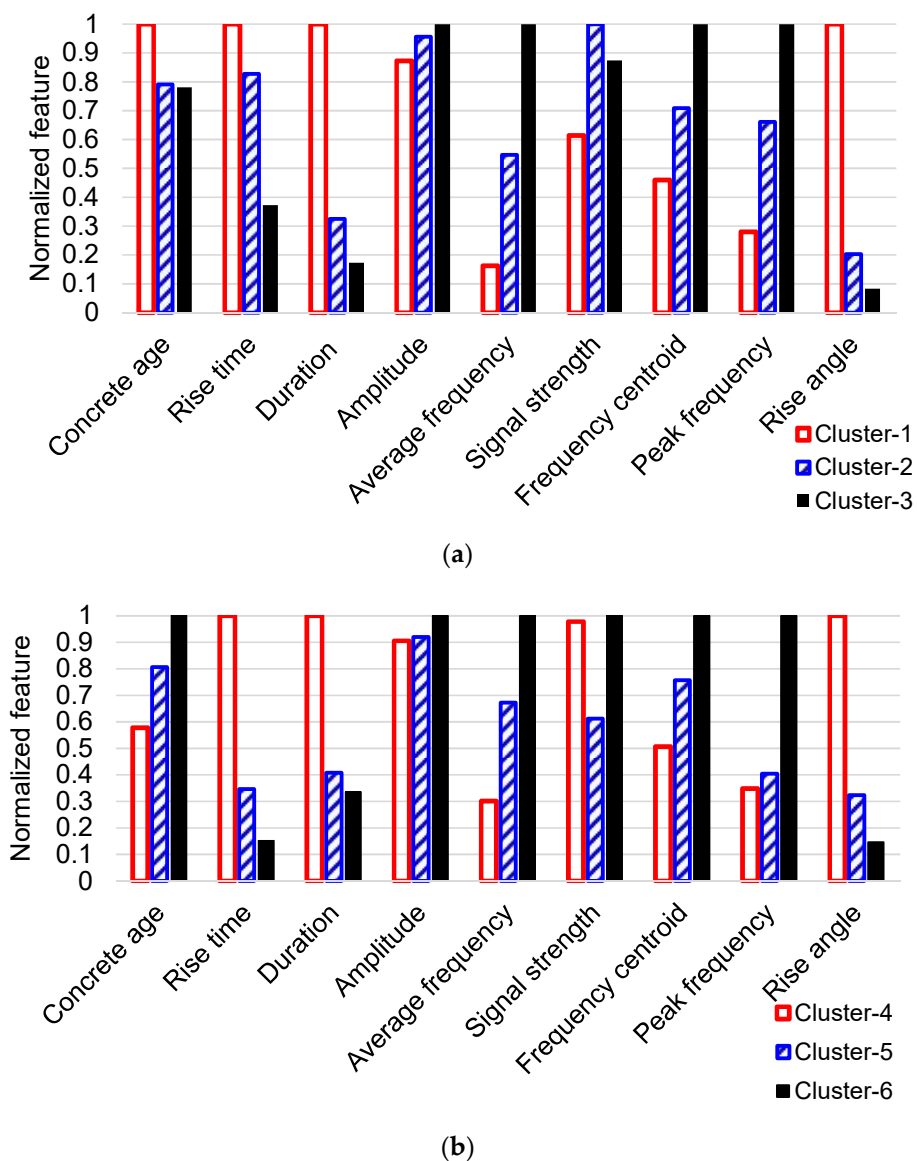 Normalized feature
1
0.9
0.8
0.7
0.6
0.5
0.4
0.3
0.2
0.1
0
Concrete age
Rise time
Duration
Amplitude
Average frequency
Signal strength
Frequency centroid
Peak frequency
Rise angle
Cluster-1
Cluster-2
Cluster-3
(a)
Normalized feature
1
0.9
0.8
0.7
0.6
0.5
0.4
0.3
0.2
0.1
0
Concrete age
Rise time
Duration
Amplitude
Average frequency
Signal strength
Frequency centroid
Peak frequency
Rise angle
Cluster-4
Cluster-5
Cluster-6
(b)